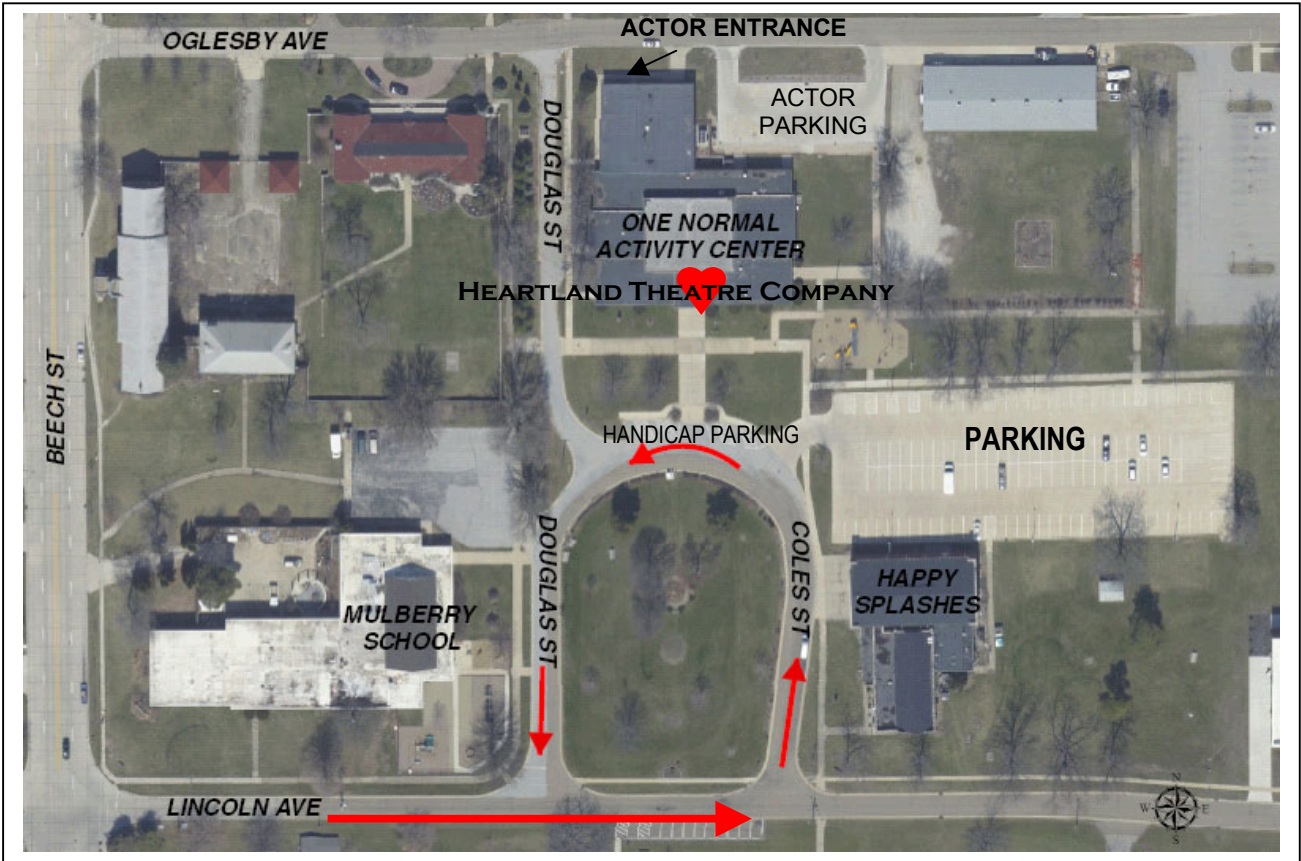 ACTOR ENTRANCE
OGLESBY AVE
ACTOR
PARKING
DOUGLAS ST
ONE NORMAL
ACTIVITY CENTER
HEARTLAND THEATRE COMPANY
BEECH ST
HANDICAP PARKING
PARKING
DOUGLAS ST
COLES ST
HAPPY
SPLASHES
MULBERRY
SCHOOL
LINCOLN AVE
N
W
E
S